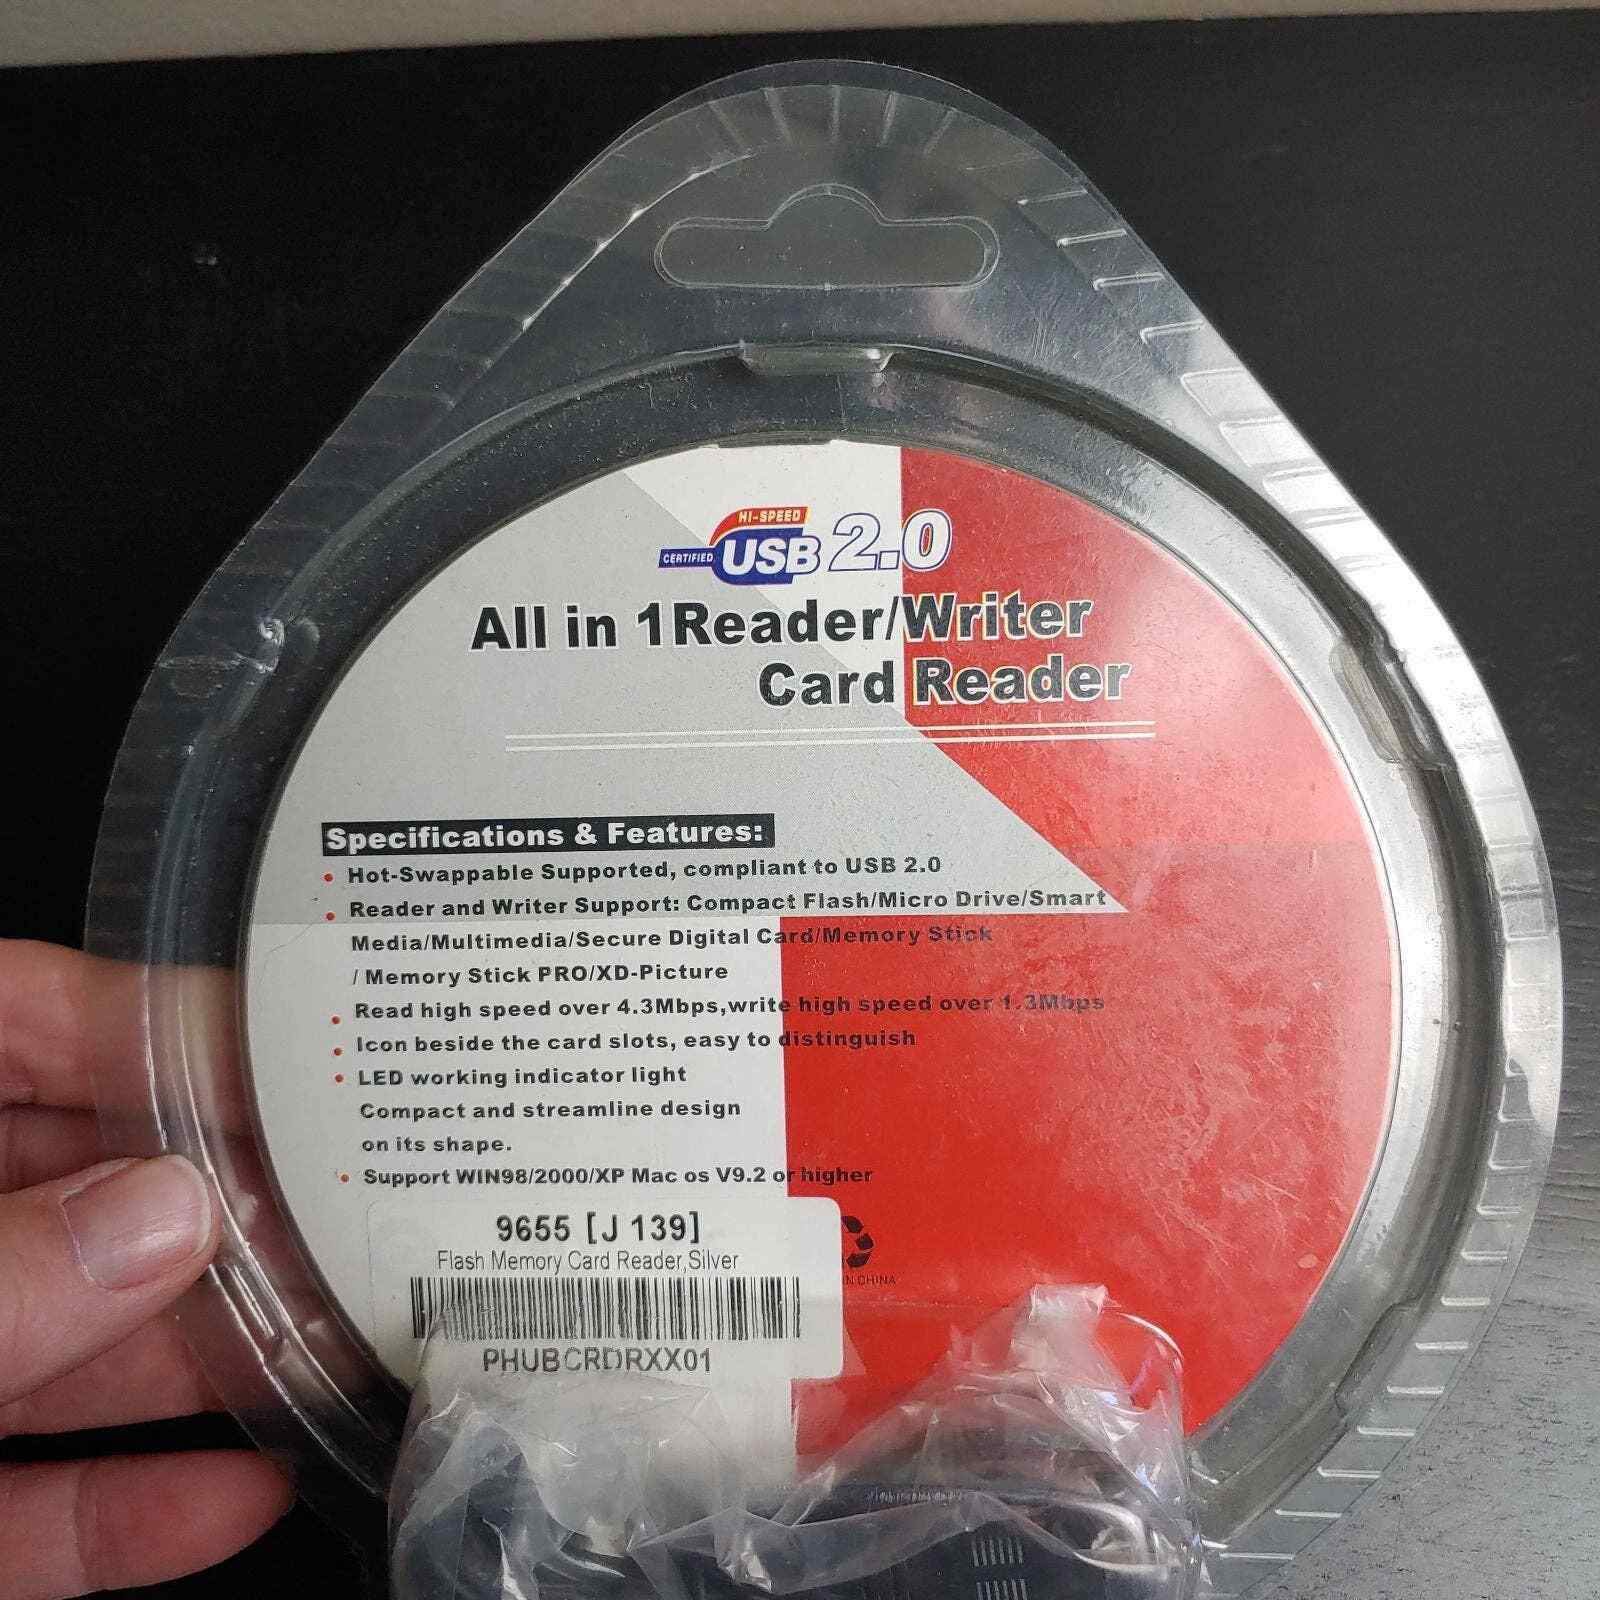 HI-SPEED
CERTIFIED USB 2.0
All in 1Reader/Writer
Card Reader
Specifications & Features:
• Hot-Swappable Supported, compliant to USB 2.0
• Reader and Writer Support: Compact Flash/Micro Drive/Smart
Media/Multimedia/Secure Digital Card/Memory Stick
/ Memory Stick PRO/XD-Picture
• Read high speed over 4.3Mbps,write high speed over 1.3Mbps
• Icon beside the card slots, easy to distinguish
• LED working indicator light
Compact and streamline design
on its shape.
• Support WIN98/2000/XP Mac os V9.2 or higher
9655 [J 139]
Flash Memory Card Reader,Silver
IN CHINA
PHUBCRDRXX01